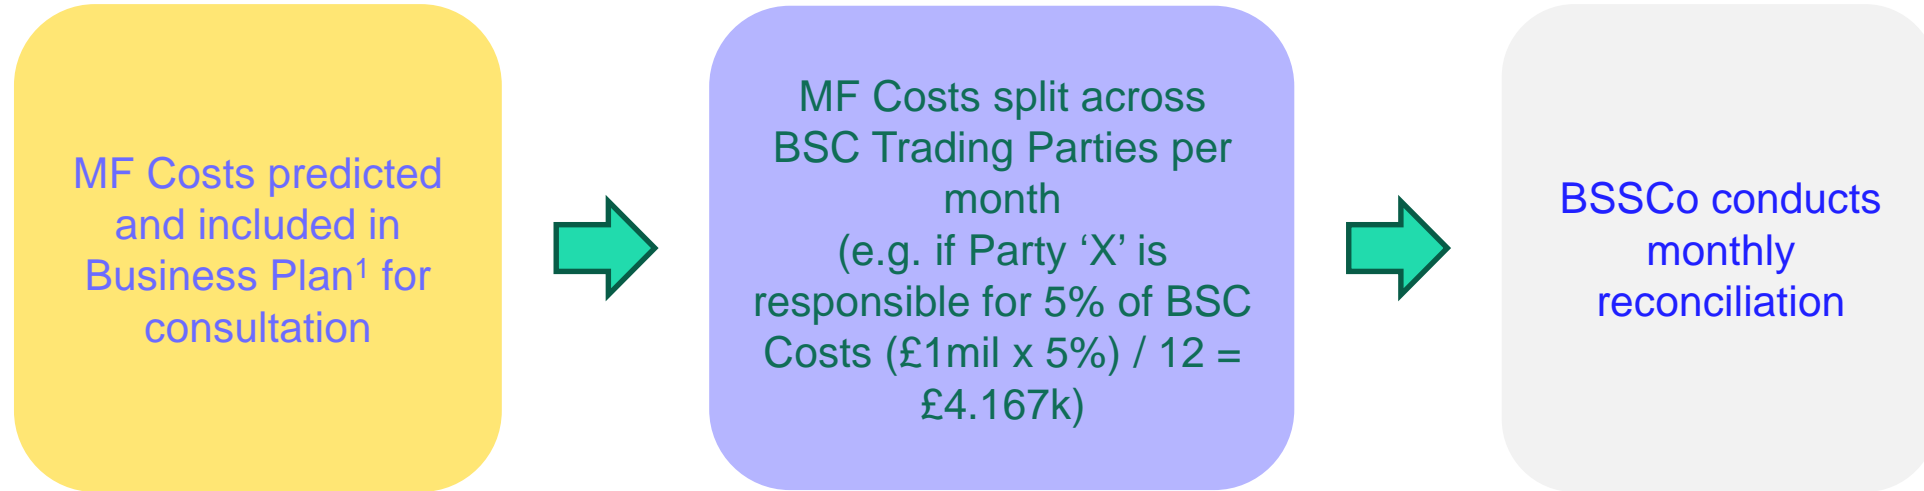 MF Costs predicted
and included in
Business Plan¹ for
consultation
MF Costs split across
BSC Trading Parties per
month
(e.g. if Party ‘X’ is
responsible for 5% of BSC
Costs (£1mil x 5%) / 12 =
£4.167k)
BSSCo conducts
monthly
reconciliation